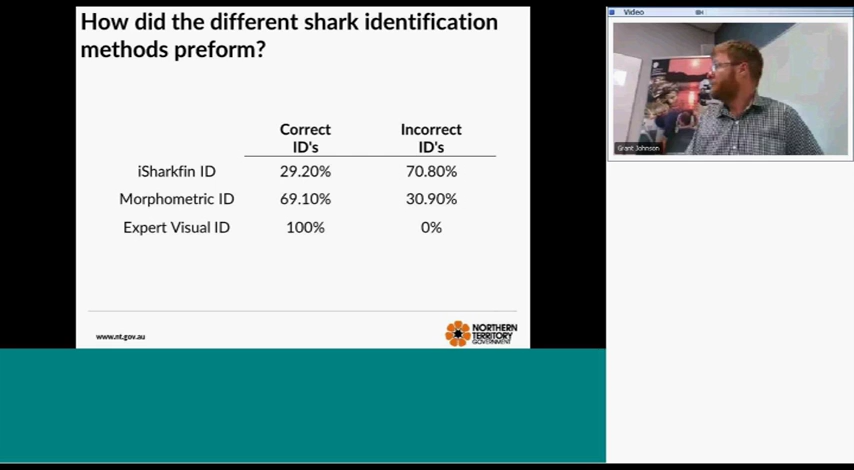 How did the different shark identification
methods preform?
Correct
ID's
Incorrect
ID's
iSharkfin ID 29.20% 70.80%
Morphometric ID 69.10% 30.90%
Expert Visual ID 100% 0%
www.nt.gov.au
NORTHERN
TERRITORY
GOVERNMENT
Video
Grant Johnson